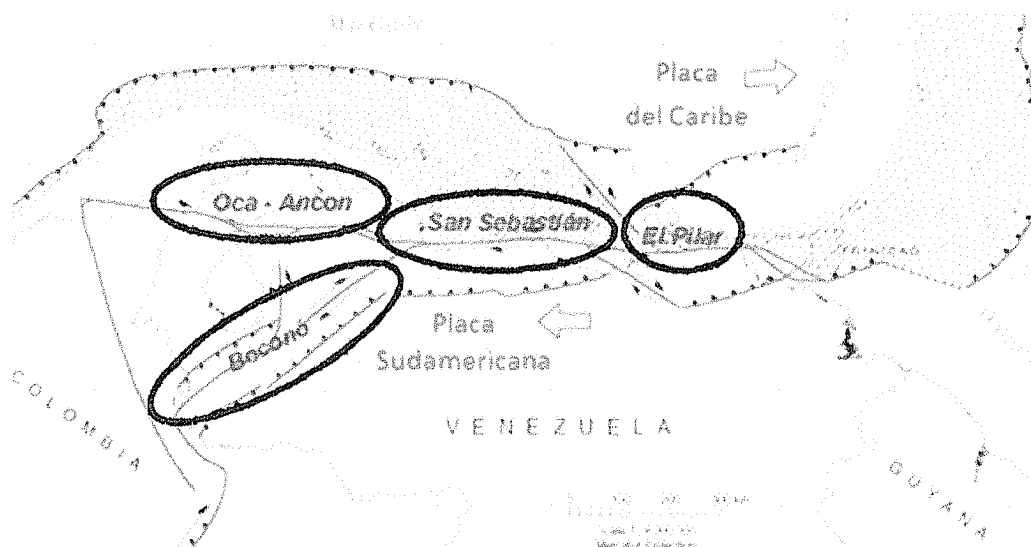 Placa
del Caribe
Oca - Ancon
San Sebastián
El Pilar
Boconó
Placa
Sudamericana
COLOMBIA
VENEZUELA
GUYANA